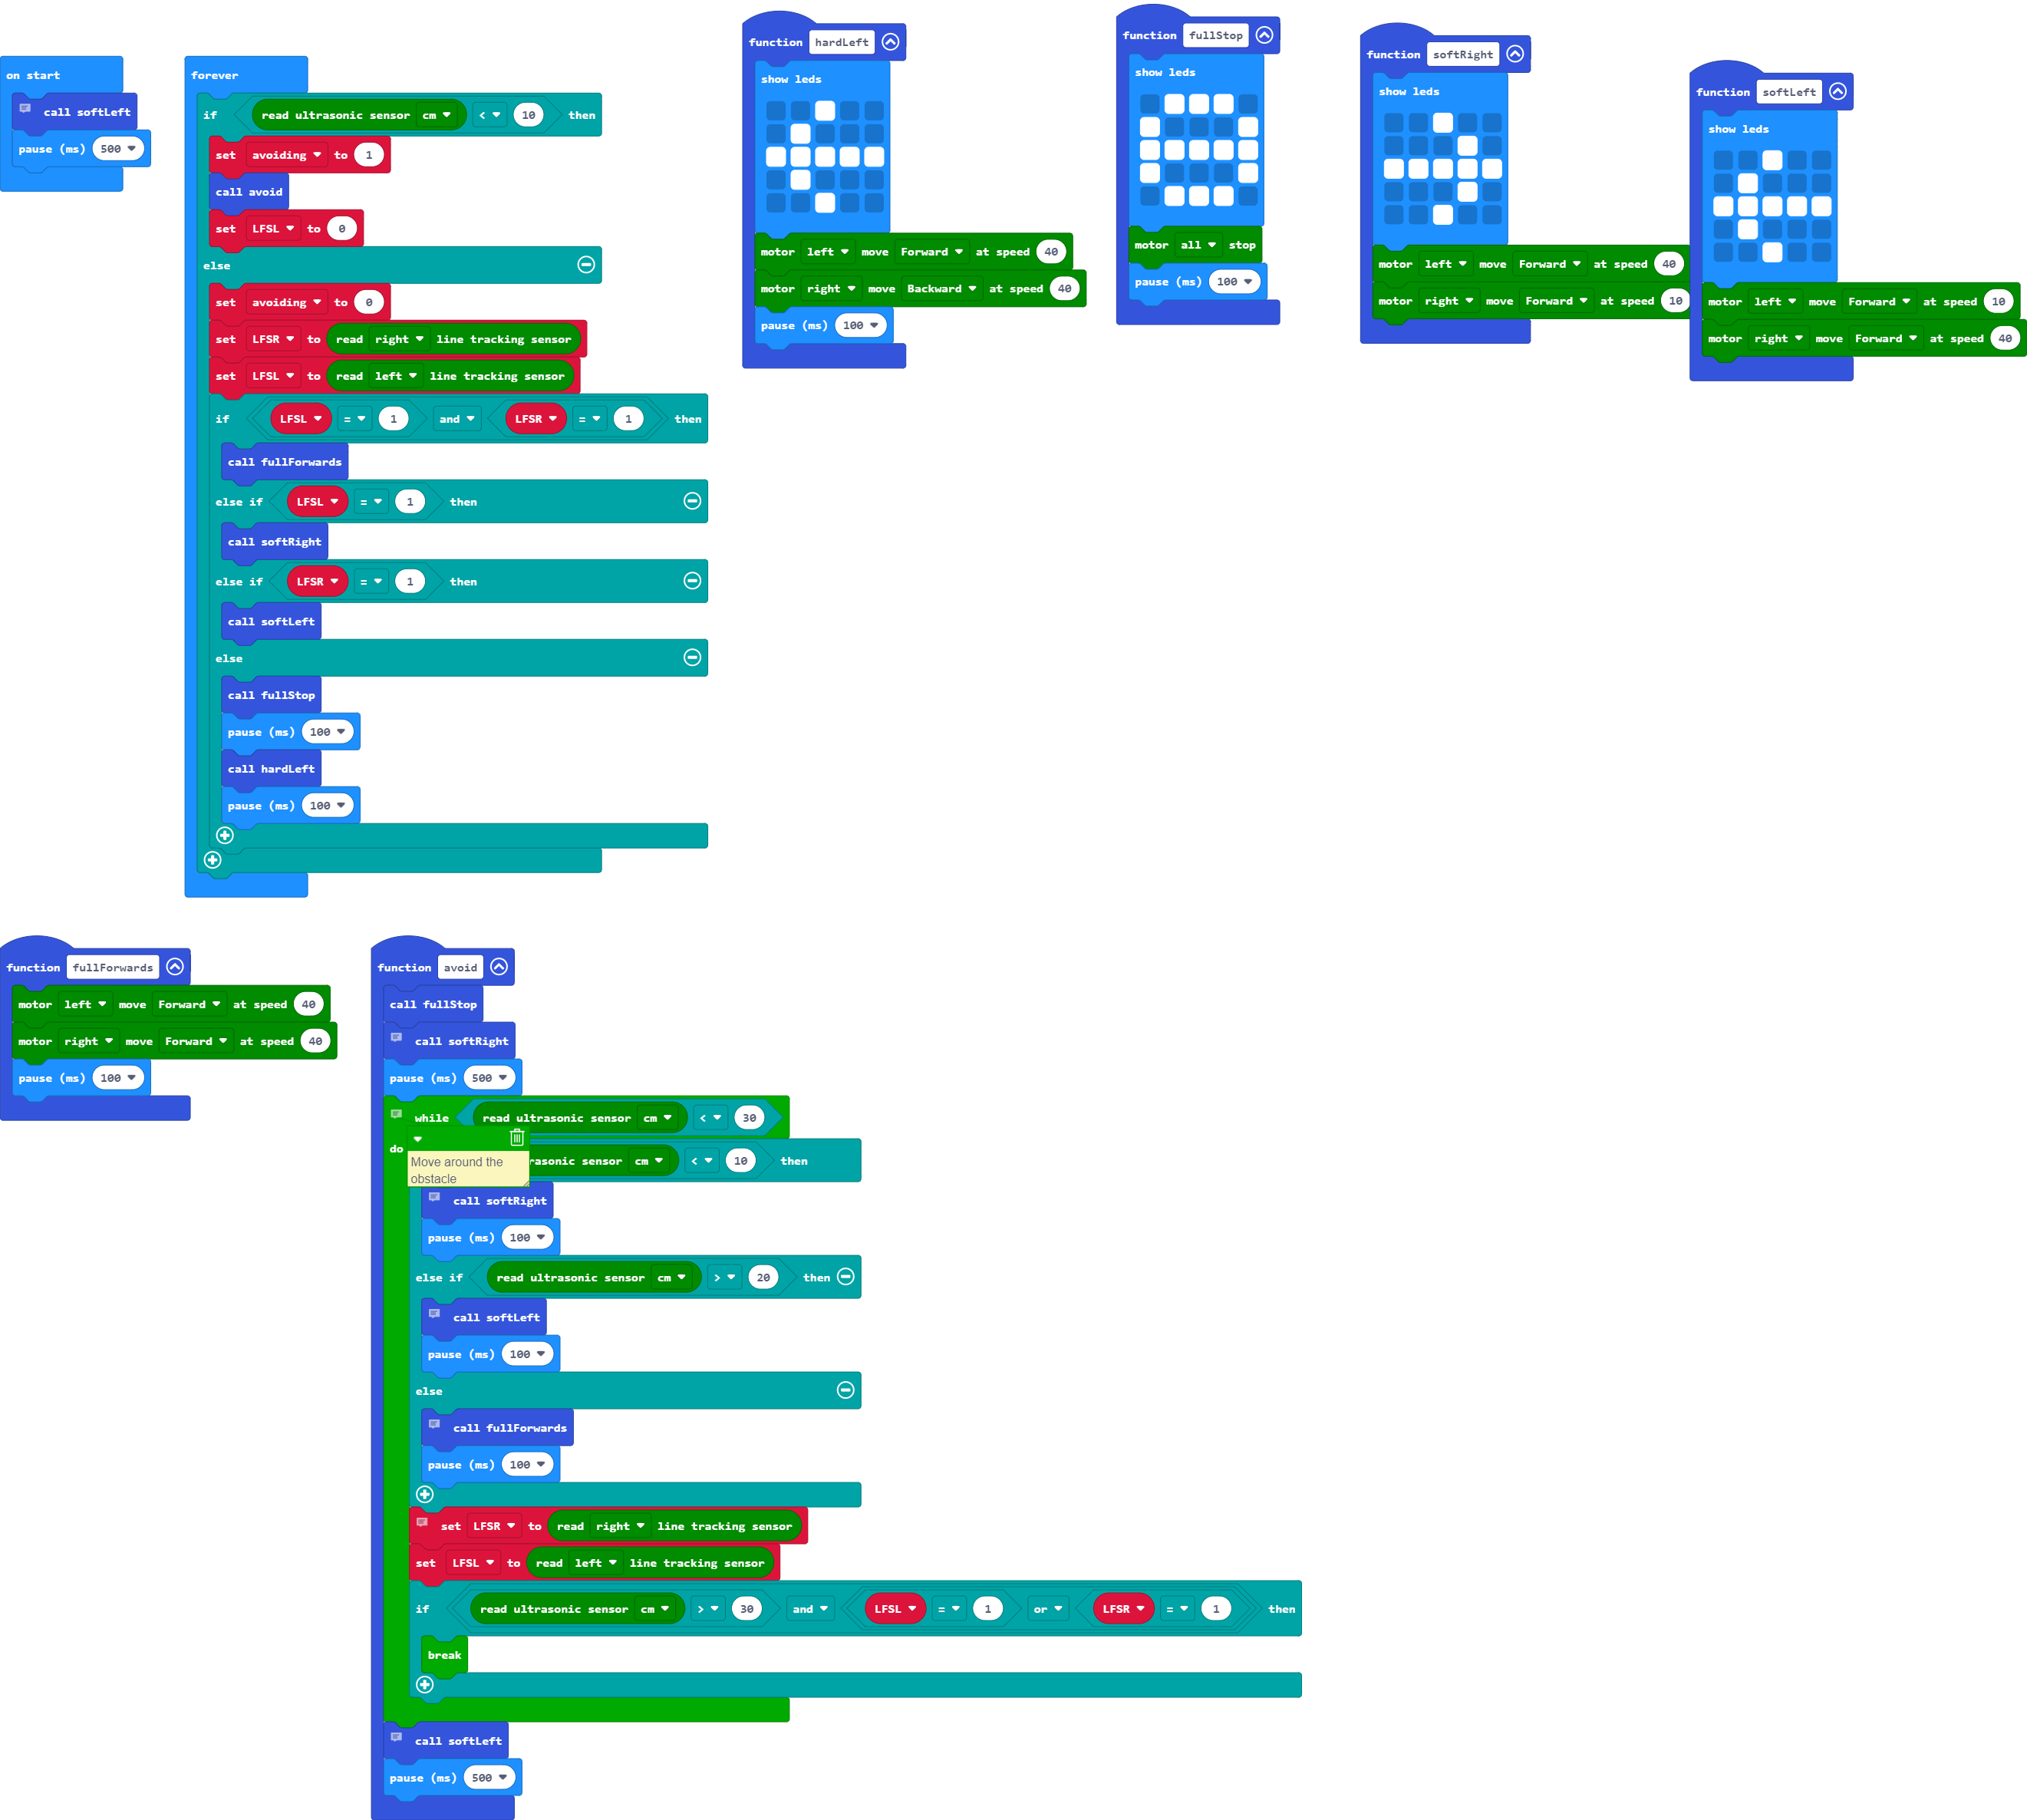 on start
call softLeft
pause (ms) 500
forever
if read ultrasonic sensor cm < 10 then
set avoiding to 1
call avoid
set LFSL to 0
else
set avoiding to 0
set LFSR to read right line tracking sensor
set LFSL to read left line tracking sensor
if LFSL = 1 and LFSR = 1 then
call fullForwards
else if LFSL = 1 then
call softRight
else if LFSR = 1 then
call softLeft
else
call fullStop
pause (ms) 100
call hardLeft
pause (ms) 100
function hardLeft
show leds
motor left move Forward at speed 40
motor right move Backward at speed 40
pause (ms) 100
function fullStop
show leds
motor all stop
pause (ms) 100
function softRight
show leds
motor left move Forward at speed 40
motor right move Forward at speed 10
function softLeft
show leds
motor left move Forward at speed 10
motor right move Forward at speed 40
function fullForwards
motor left move Forward at speed 40
motor right move Forward at speed 40
pause (ms) 100
function avoid
call fullStop
call softRight
pause (ms) 500
while read ultrasonic sensor cm < 30
do
sensor cm < 10 then
Move around the
obstacle
call softRight
pause (ms) 100
else if read ultrasonic sensor cm > 20 then
call softLeft
pause (ms) 100
else
call fullForwards
pause (ms) 100
set LFSR to read right line tracking sensor
set LFSL to read left line tracking sensor
if read ultrasonic sensor cm > 30 and LFSL = 1 or LFSR = 1 then
break
call softLeft
pause (ms) 500